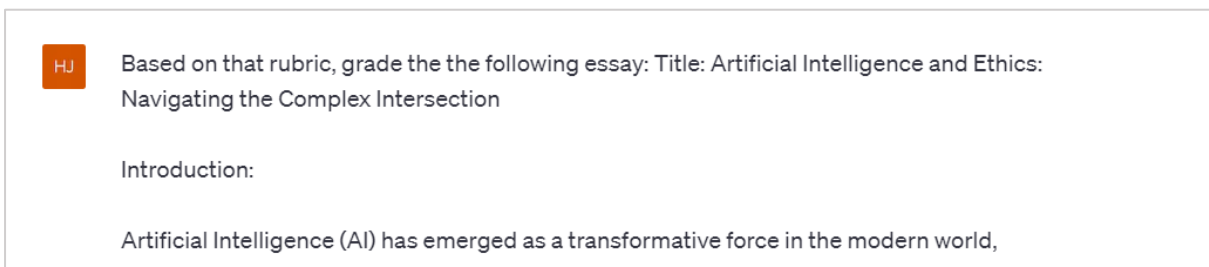 HJ
Based on that rubric, grade the the following essay: Title: Artificial Intelligence and Ethics:
Navigating the Complex Intersection
Introduction:
Artificial Intelligence (AI) has emerged as a transformative force in the modern world,